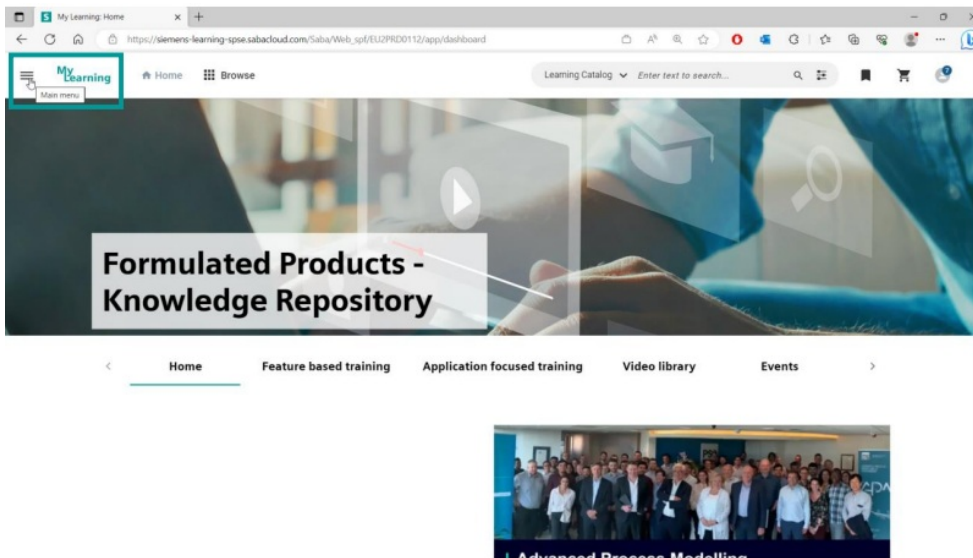 My Learning: Home
https://siemens-learning-spse.sabacloud.com/Saba/Web_spf/EU2PRD0112/app/dashboard
My
Learning
Home
Browse
Learning Catalog
Enter text to search...
Main menu
Formulated Products -
Knowledge Repository
Home
Feature based training
Application focused training
Video library
Events
Advanced Process Modelling